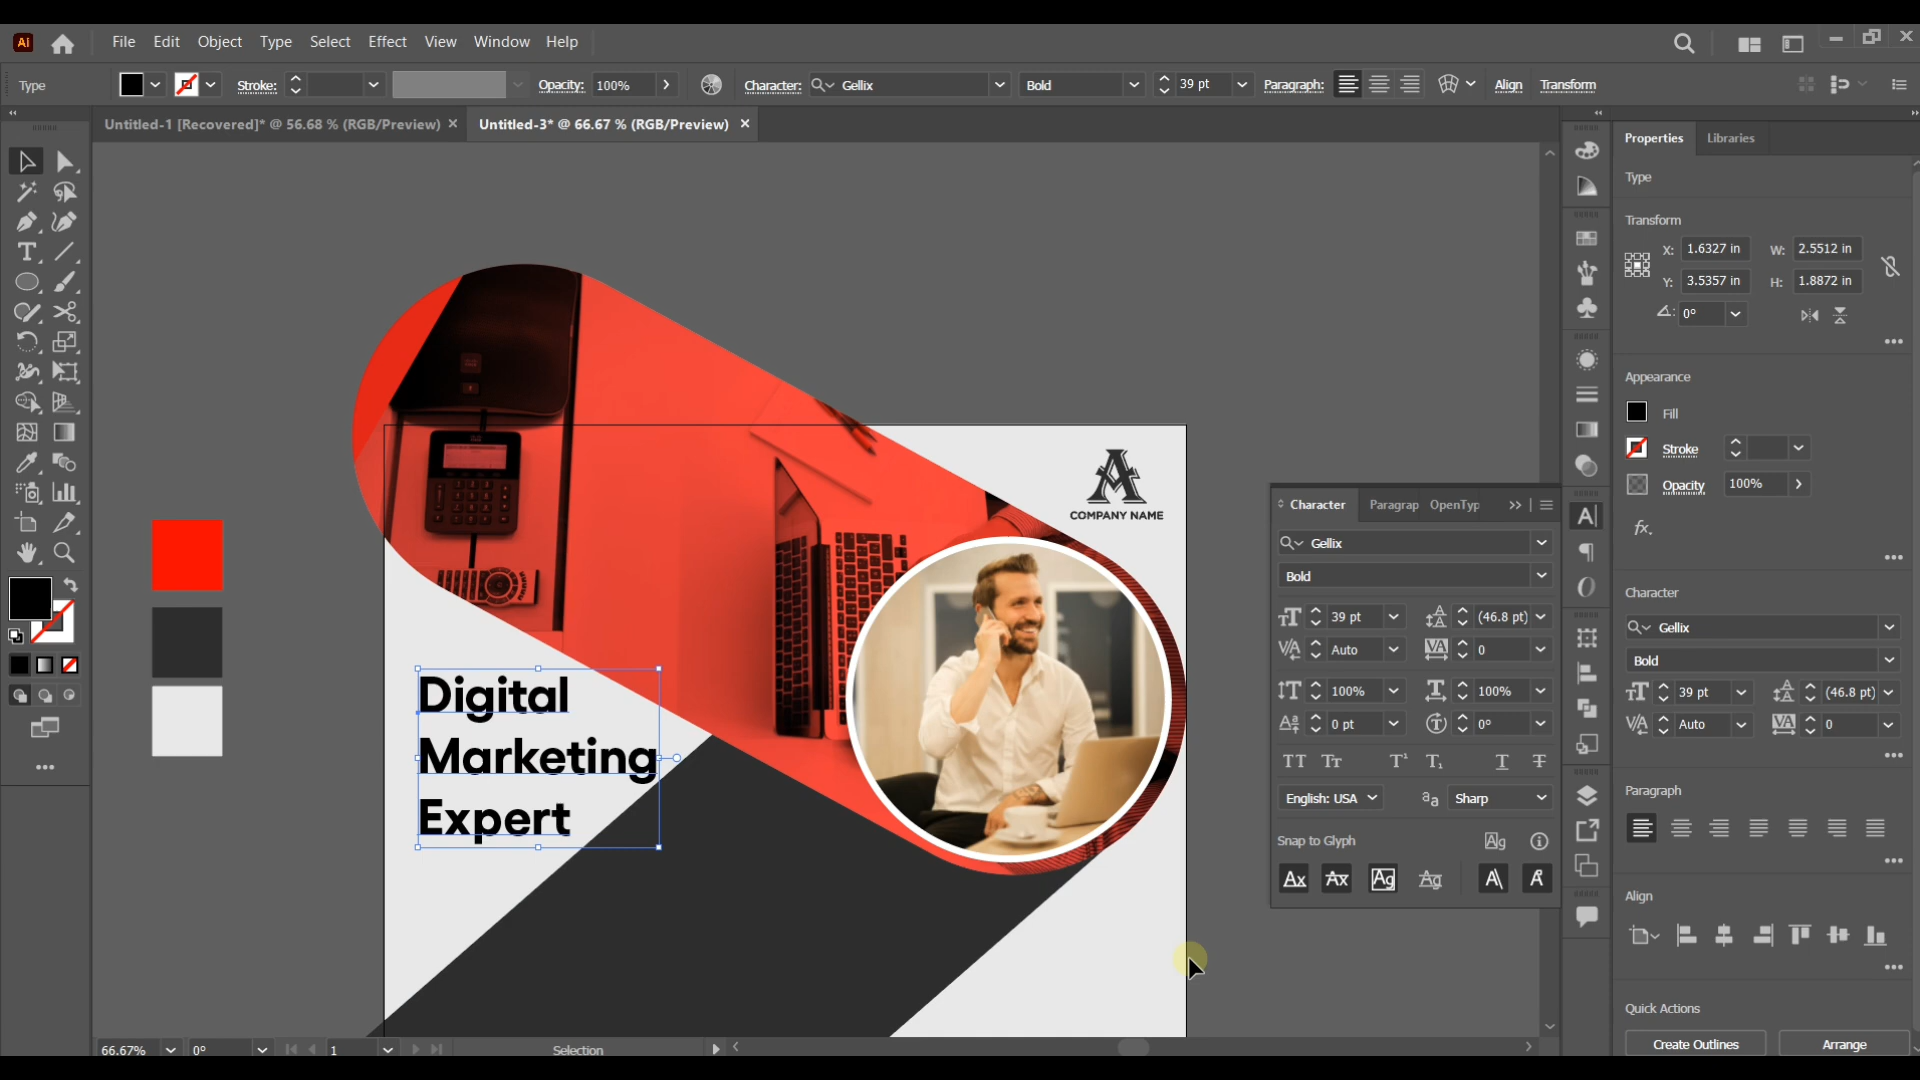 Ai File Edit Object Type Select Effect View Window Help
Type Stroke: Opacity: 100% Character: Gellix Bold 39 pt Paragraph: Align Transform
Untitled-1 [Recovered]* @ 56.68 % (RGB/Preview) × Untitled-3* @ 66.67 % (RGB/Preview) ×
Properties Libraries
Type
Transform
X: 1.6327 in W: 2.5512 in
Y: 3.5357 in H: 1.8872 in
0°
Appearance
Fill
Stroke
Opacity 100%
fx.
Character
Gellix
Bold
39 pt (46.8 pt)
Auto 0
Paragraph
Align
Quick Actions
Create Outlines Arrange
Character Paragrap OpenTyp
Gellix
Bold
39 pt (46.8 pt)
Auto 0
100% 100%
0 pt 0°
English: USA Sharp
Snap to Glyph
A
COMPANY NAME
Digital
Marketing
Expert
66.67% 0° 1 Selection